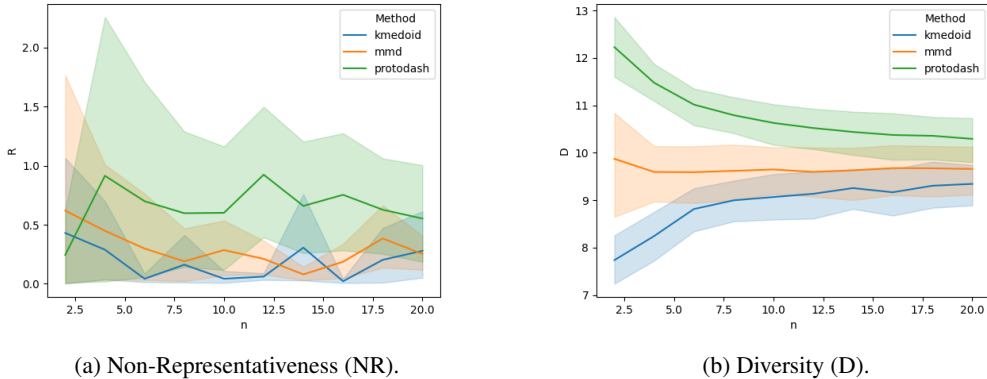 Method
kmedoid
mmd
protodash
2.0
1.5
1.0
0.5
0.0
R
2.5
5.0
7.5
10.0
12.5
15.0
17.5
20.0
n
(a) Non-Representativeness (NR).
Method
kmedoid
mmd
protodash
13
12
11
10
9
8
7
D
2.5
5.0
7.5
10.0
12.5
15.0
17.5
20.0
n
(b) Diversity (D).